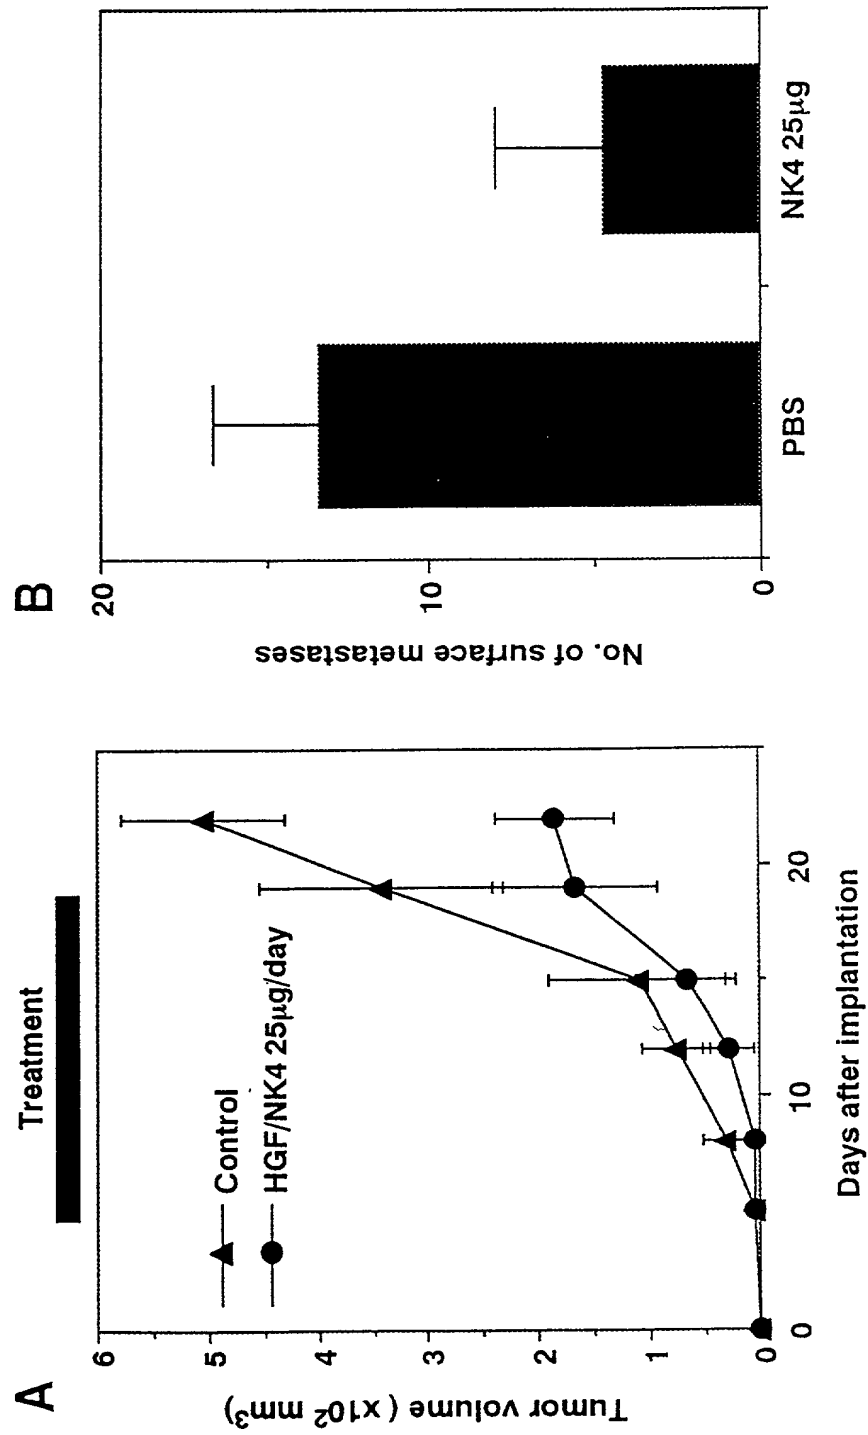 A
Treatment
Control
HGF/NK4 25μg/day
Tumor volume ( x10² mm³)
6
5
4
3
2
1
0
0
10
20
Days after implantation
B
No. of surface metastases
20
10
0
PBS
NK4 25μg